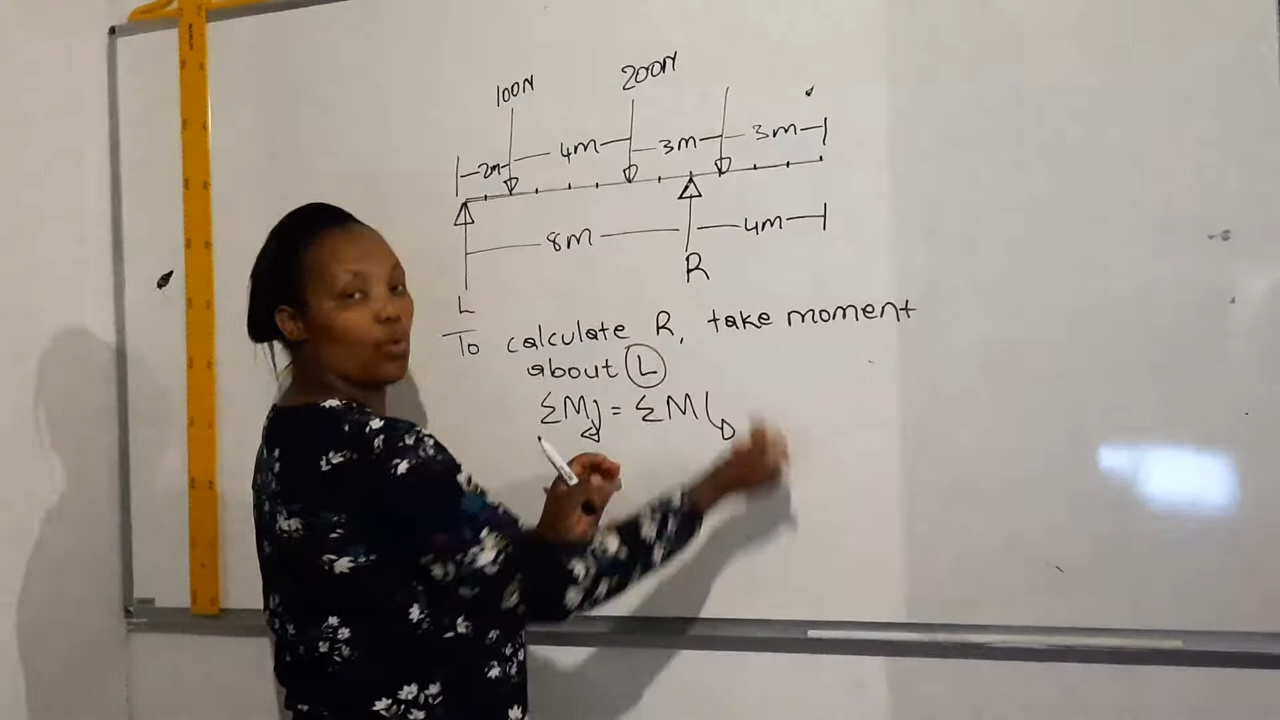 100N 200N
2m 4m 3m 3m
8m 4m
L R
To calculate R, take moment
about L
ΣM = ΣM